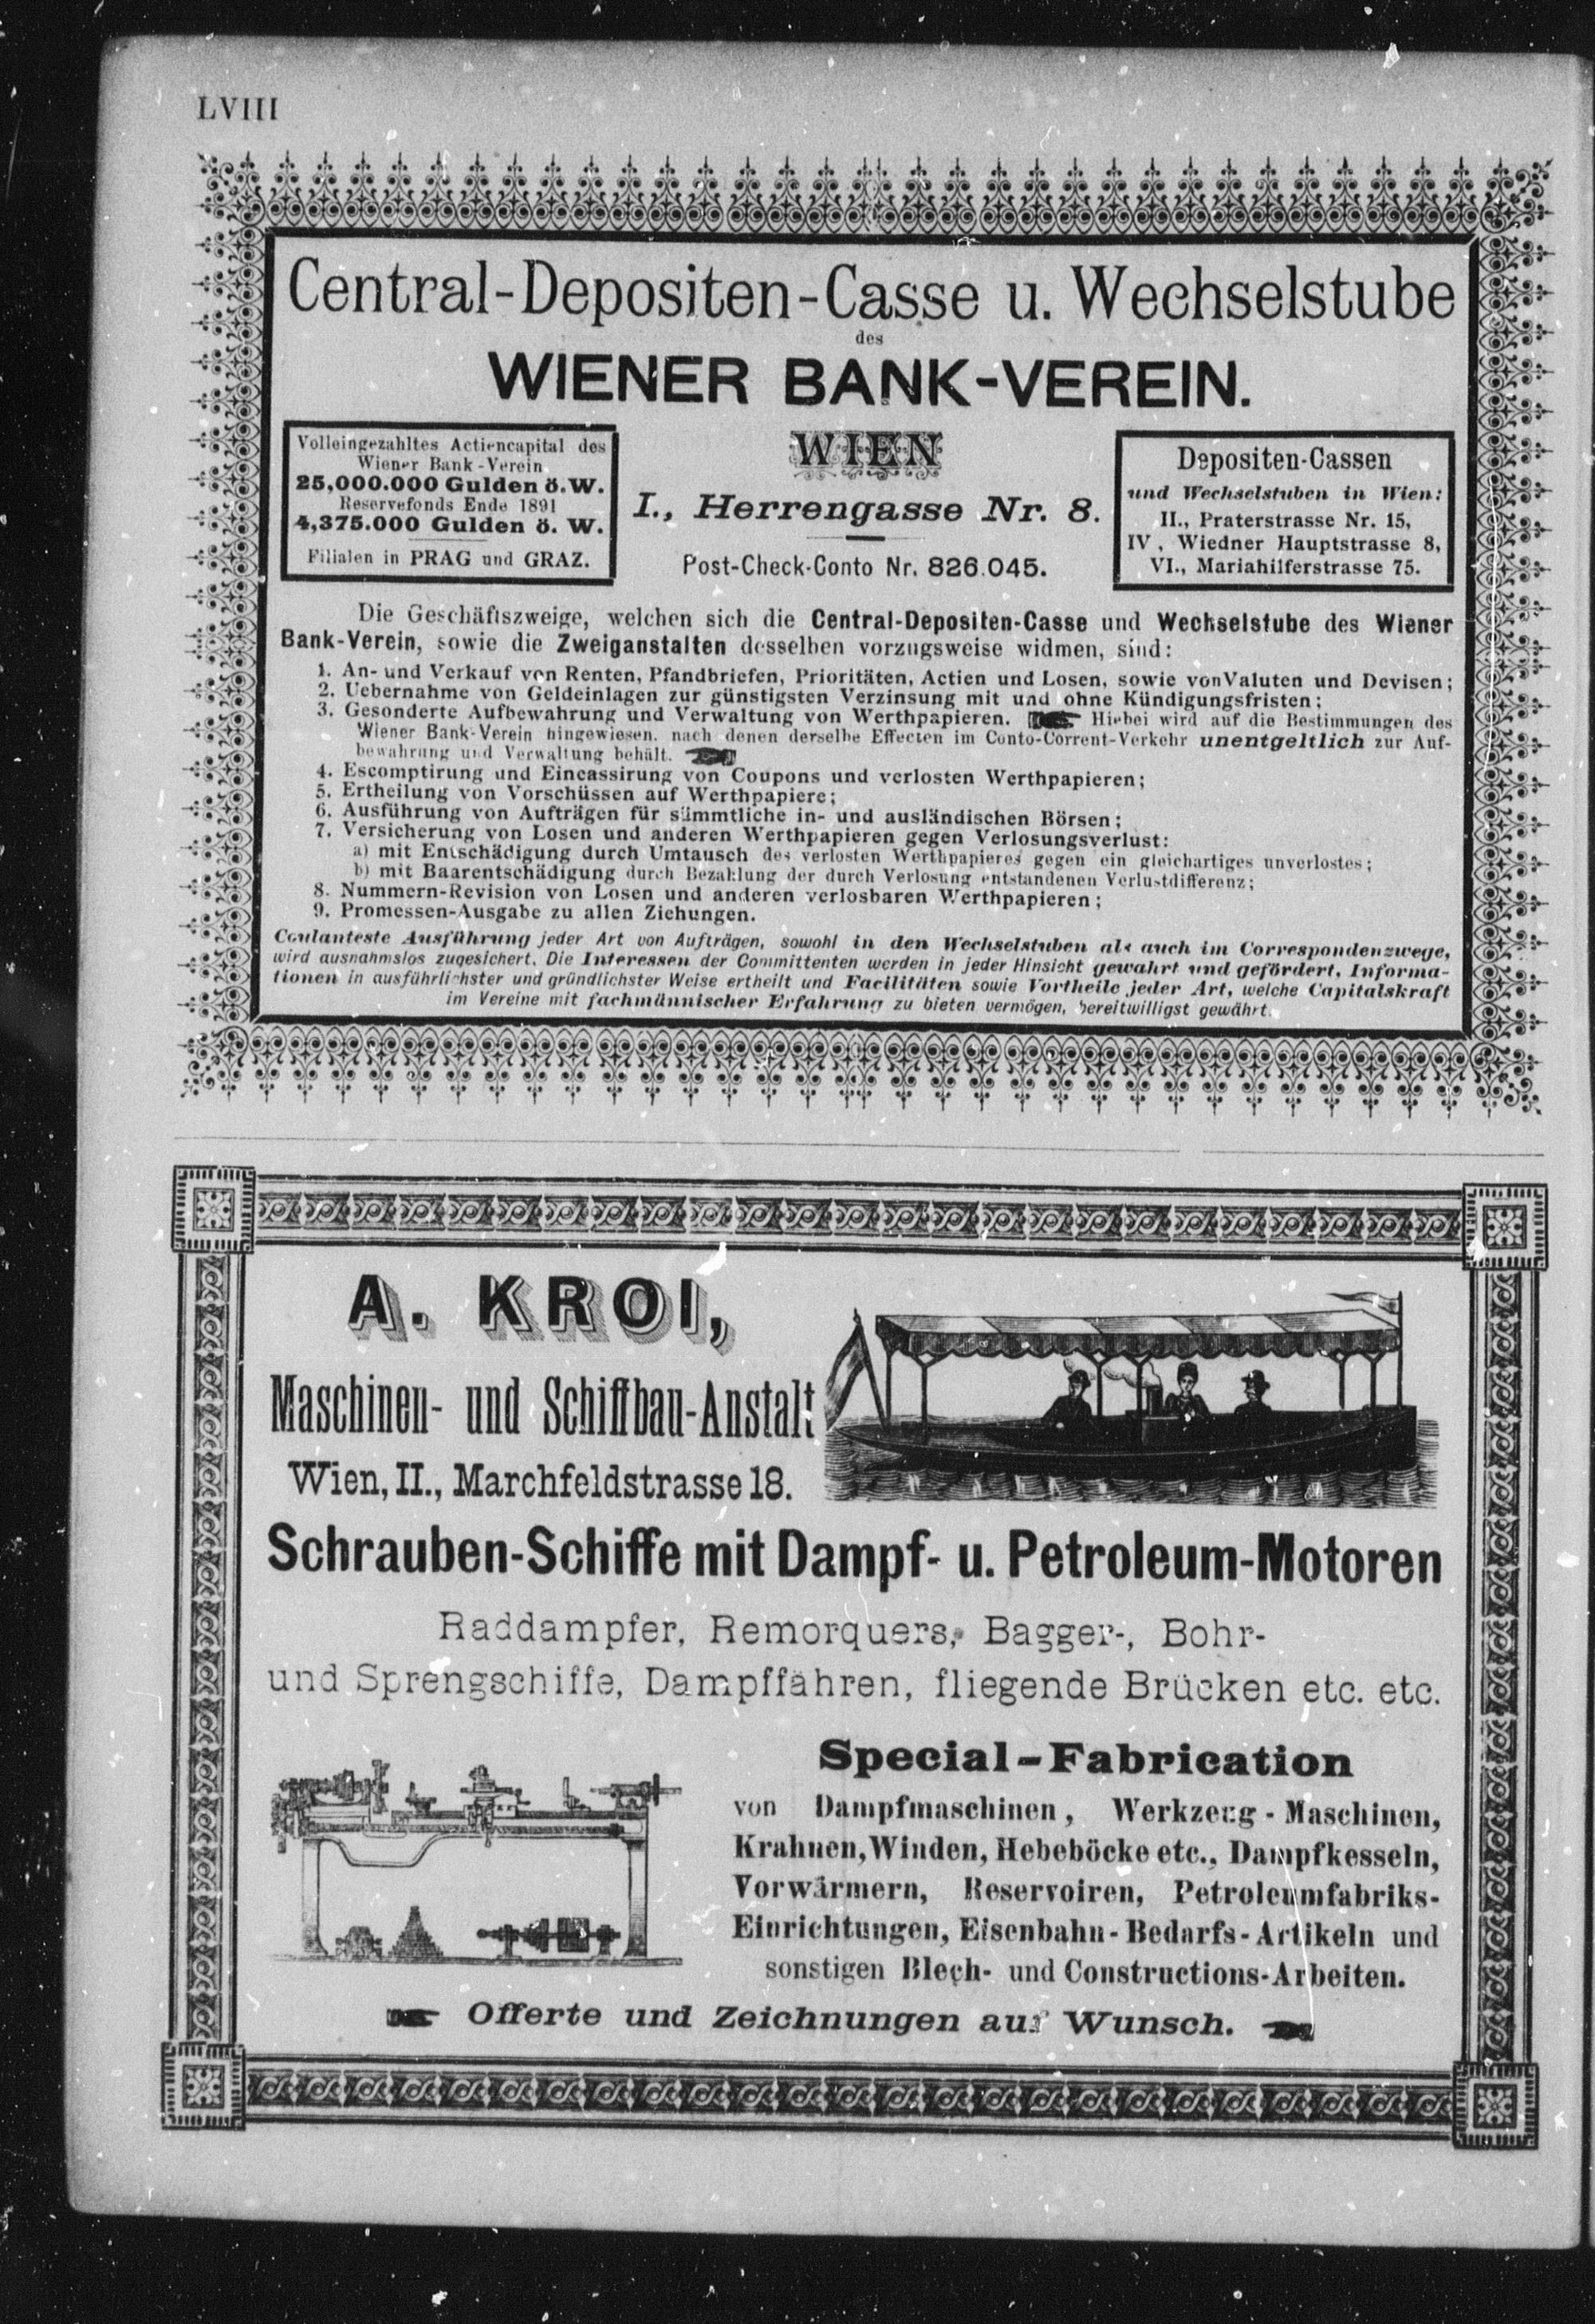 LVIII
Central-Depositen-Casse u. Wechselstube
des
WIENER BANK-VEREIN.
Volleingezahltes Actiencapital des
Wiener Bank-Verein
25,000.000 Gulden ö. W.
Reservefonds Ende 1891
4,375.000 Gulden ö. W.
Filialen in PRAG und GRAZ.
WIEN
I., Herrengasse Nr. 8.
Post-Check-Conto Nr. 826.045.
Depositen-Cassen
und Wechselstuben in Wien:
II., Praterstrasse Nr. 15,
IV, Wiedner Hauptstrasse 8,
VI., Mariahilferstrasse 75.
Die Geschäftszweige, welchen sich die Central-Depositen-Casse und Wechselstube des Wiener
Bank-Verein, sowie die Zweiganstalten desselben vorzugsweise widmen, sind:
1. An- und Verkauf von Renten, Pfandbriefen, Prioritäten, Actien und Losen, sowie von Valuten und Devisen;
2. Uebernahme von Geldeinlagen zur günstigsten Verzinsung mit und ohne Kündigungsfristen;
3. Gesonderte Aufbewahrung und Verwaltung von Werthpapieren. Hiebei wird auf die Bestimmungen des
Wiener Bank-Verein hingewiesen, nach denen derselbe Effecten im Conto-Corrent-Verkehr unentgeltlich zur Auf-
bewahrung und Verwaltung behält.
4. Escomptirung und Eincassirung von Coupons und verlosten Werthpapieren;
5. Ertheilung von Vorschüssen auf Werthpapiere;
6. Ausführung von Aufträgen für sämmtliche in- und ausländischen Börsen;
7. Versicherung von Losen und anderen Werthpapieren gegen Verlosungsverlust:
a) mit Entschädigung durch Umtausch des verlosten Werthpapieres gegen ein gleichartiges unverlostes;
b) mit Baarentschädigung durch Bezahlung der durch Verlosung entstandenen Verlustdifferenz;
8. Nummern-Revision von Losen und anderen verlosbaren Werthpapieren;
9. Promessen-Ausgabe zu allen Ziehungen.
Coulanteste Ausführung jeder Art von Aufträgen, sowohl in den Wechselstuben als auch im Correspondenzwege,
wird ausnahmslos zugesichert. Die Interessen der Committenten werden in jeder Hinsicht gewahrt und gefördert, Informa-
tionen in ausführlichster und gründlichster Weise ertheilt und Facilitäten sowie Vortheile jeder Art, welche Capitalskraft
im Vereine mit fachmännischer Erfahrung zu bieten vermögen, bereitwilligst gewährt.
A. KROI,
Maschinen- und Schiffbau-Anstalt
Wien, II., Marchfeldstrasse 18.
Schrauben-Schiffe mit Dampf- u. Petroleum-Motoren
Raddampfer, Remorquers, Bagger-, Bohr-
und Sprengschiffe, Dampffähren, fliegende Brücken etc. etc.
Special-Fabrication
von Dampfmaschinen, Werkzeug-Maschinen,
Krahnen, Winden, Hebeböcke etc., Dampfkesseln,
Vorwärmern, Reservoiren, Petroleumfabriks-
Einrichtungen, Eisenbahn-Bedarfs-Artikeln und
sonstigen Blech- und Constructions-Arbeiten.
Offerte und Zeichnungen auf Wunsch.